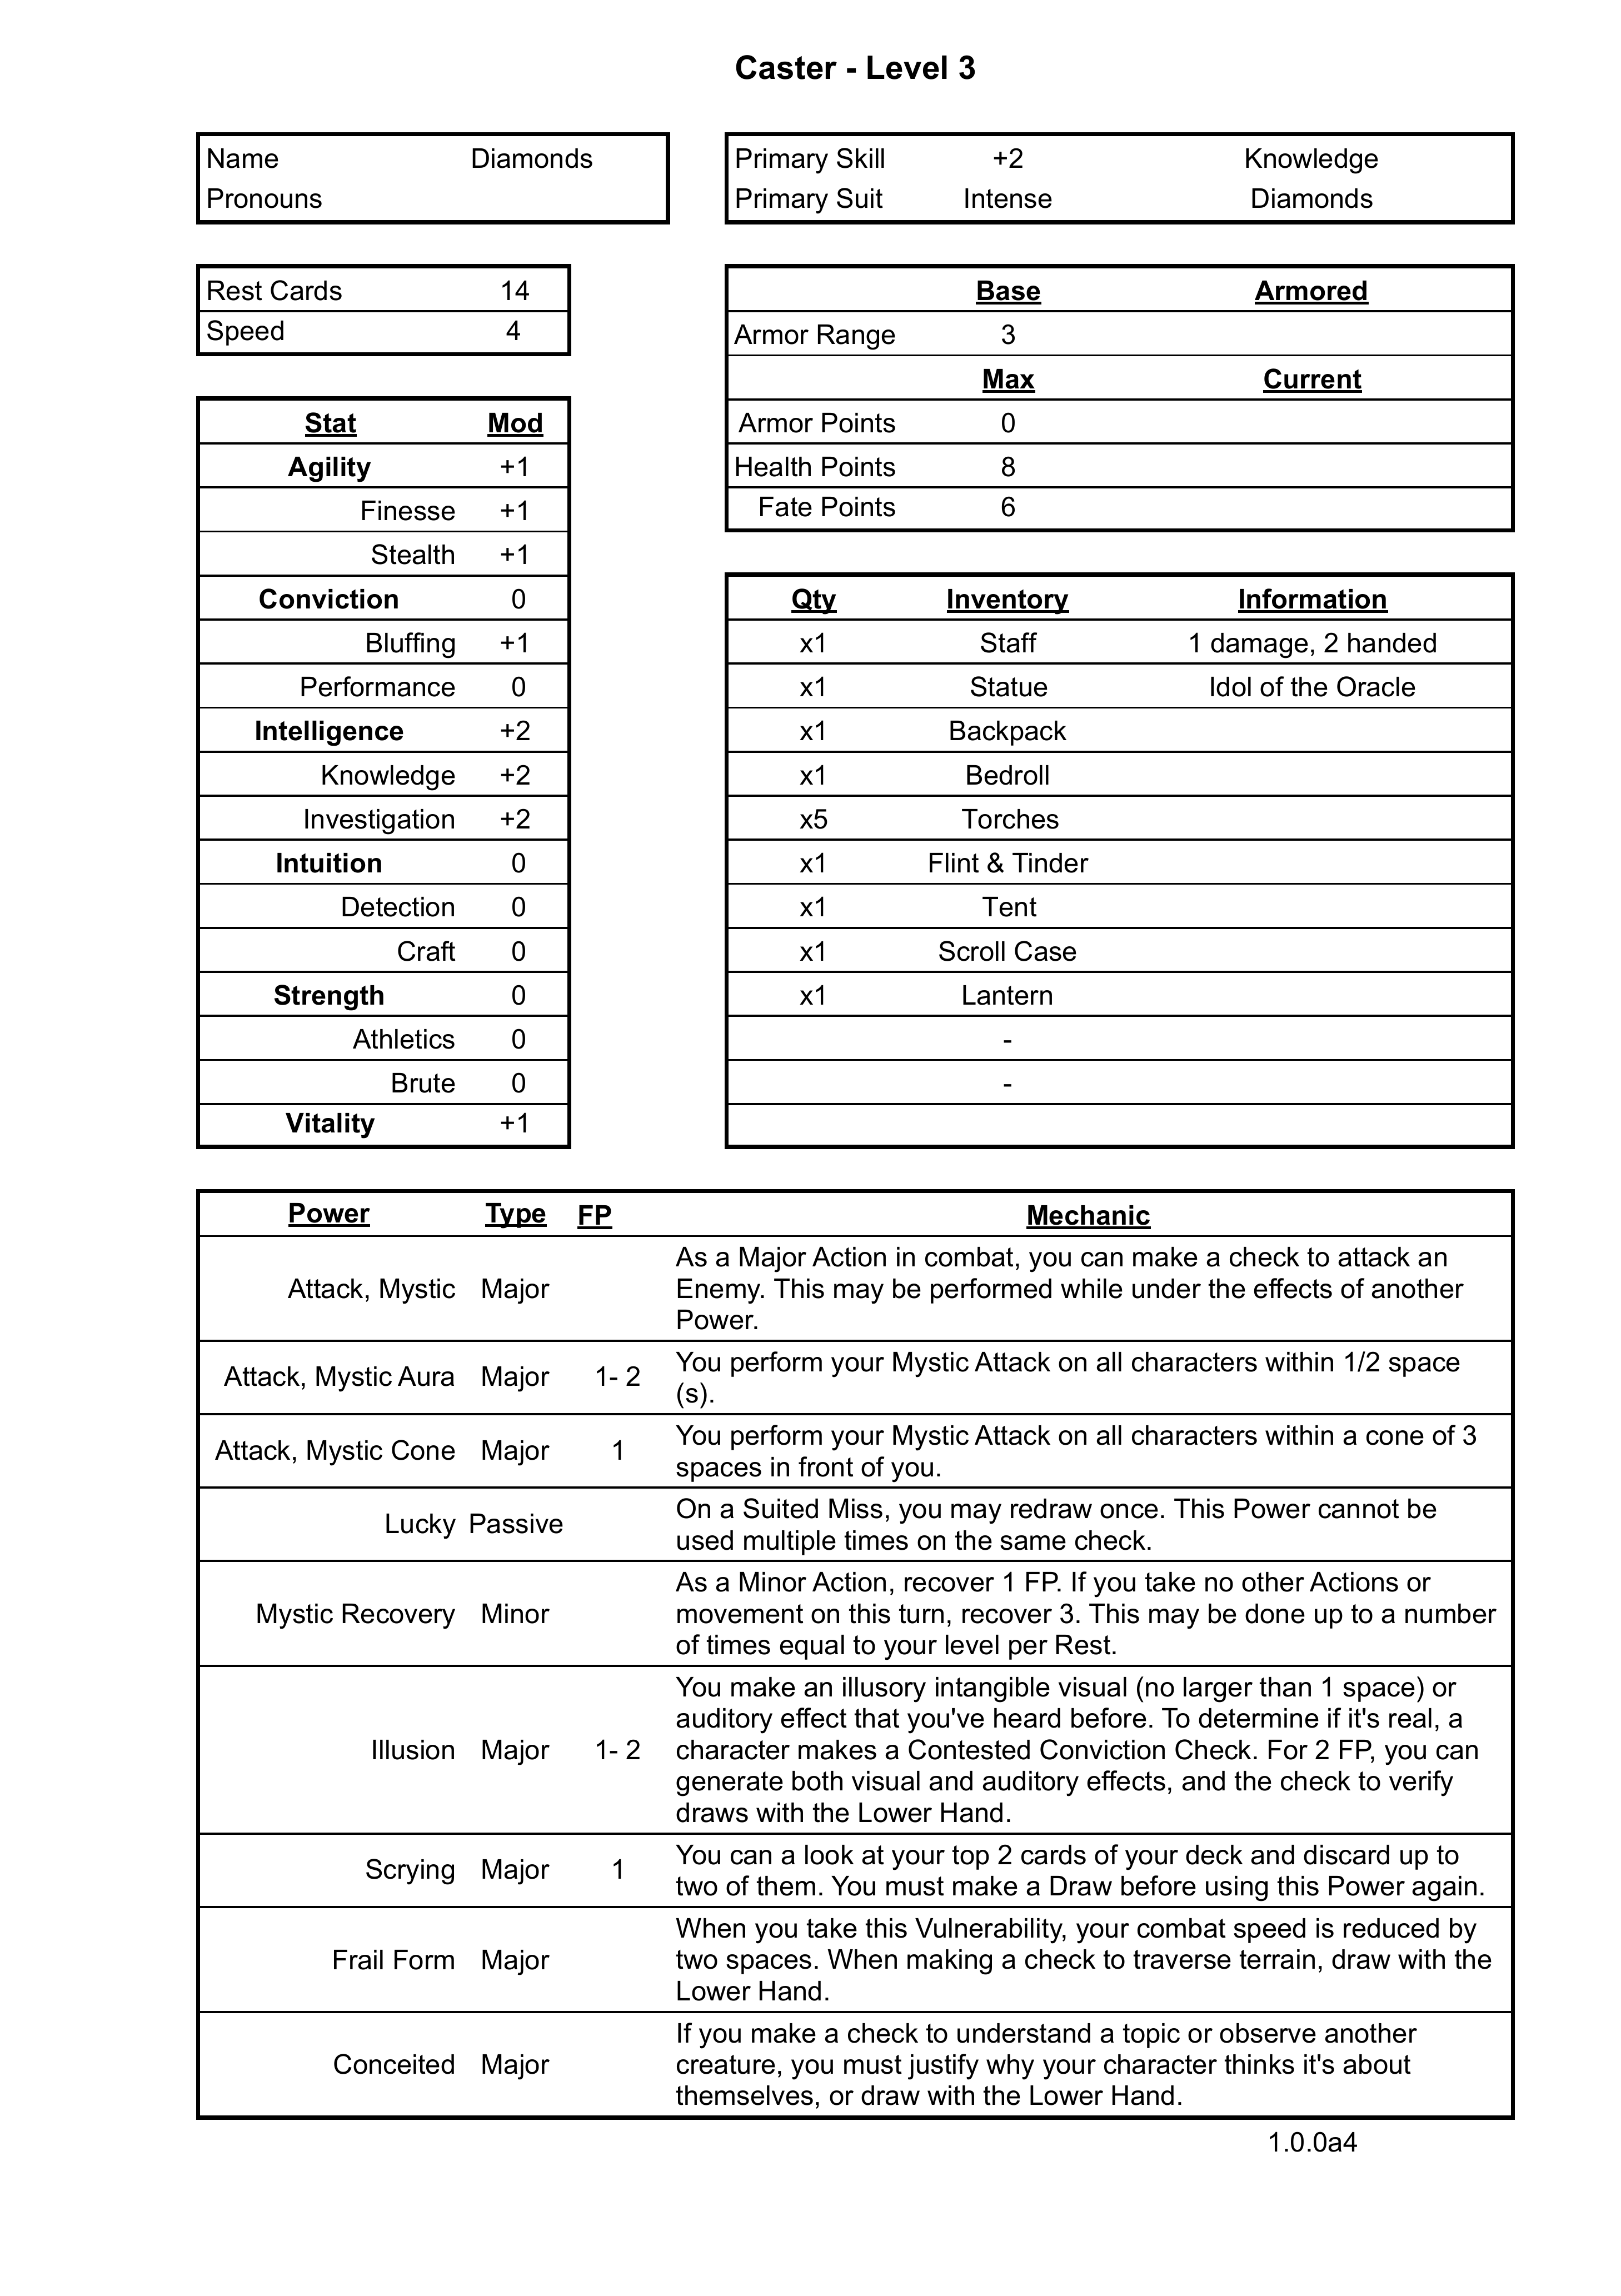 Caster - Level 3
Name Diamonds
Pronouns
Primary Skill +2 Knowledge
Primary Suit Intense Diamonds
Rest Cards 14
Speed 4
Base Armored
Armor Range 3
Max Current
Armor Points 0
Health Points 8
Fate Points 6
Stat Mod
Agility +1
Finesse +1
Stealth +1
Conviction 0
Bluffing +1
Performance 0
Intelligence +2
Knowledge +2
Investigation +2
Intuition 0
Detection 0
Craft 0
Strength 0
Athletics 0
Brute 0
Vitality +1
Qty Inventory Information
x1 Staff 1 damage, 2 handed
x1 Statue Idol of the Oracle
x1 Backpack
x1 Bedroll
x5 Torches
x1 Flint & Tinder
x1 Tent
x1 Scroll Case
x1 Lantern
-
-
Power Type FP Mechanic
Attack, Mystic Major
As a Major Action in combat, you can make a check to attack an
Enemy. This may be performed while under the effects of another
Power.
Attack, Mystic Aura Major 1- 2
You perform your Mystic Attack on all characters within 1/2 space
(s).
Attack, Mystic Cone Major 1
You perform your Mystic Attack on all characters within a cone of 3
spaces in front of you.
Lucky Passive
On a Suited Miss, you may redraw once. This Power cannot be
used multiple times on the same check.
Mystic Recovery Minor
As a Minor Action, recover 1 FP. If you take no other Actions or
movement on this turn, recover 3. This may be done up to a number
of times equal to your level per Rest.
Illusion Major 1- 2
You make an illusory intangible visual (no larger than 1 space) or
auditory effect that you've heard before. To determine if it's real, a
character makes a Contested Conviction Check. For 2 FP, you can
generate both visual and auditory effects, and the check to verify
draws with the Lower Hand.
Scrying Major 1
You can a look at your top 2 cards of your deck and discard up to
two of them. You must make a Draw before using this Power again.
Frail Form Major
When you take this Vulnerability, your combat speed is reduced by
two spaces. When making a check to traverse terrain, draw with the
Lower Hand.
Conceited Major
If you make a check to understand a topic or observe another
creature, you must justify why your character thinks it's about
themselves, or draw with the Lower Hand.
1.0.0a4